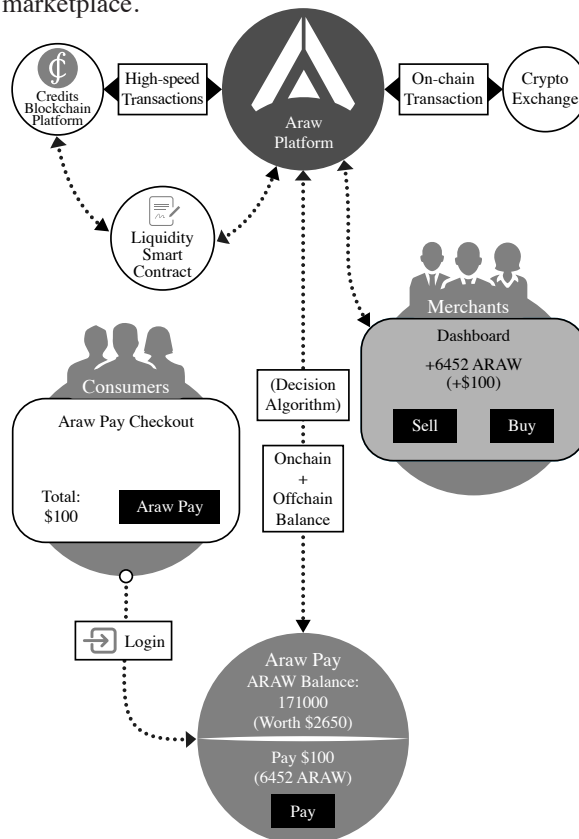 marketplace.
Credits
Blockchain
Platform
High-speed
Transactions
Araw
Platform
On-chain
Transaction
Crypto
Exchange
Liquidity
Smart
Contract
Merchants
Dashboard
+6452 ARAW
(+$100)
Sell
Buy
Consumers
Araw Pay Checkout
Total:
$100
Araw Pay
(Decision
Algorithm)
Onchain
+
Offchain
Balance
Login
Araw Pay
ARAW Balance:
171000
(Worth $2650)
Pay $100
(6452 ARAW)
Pay